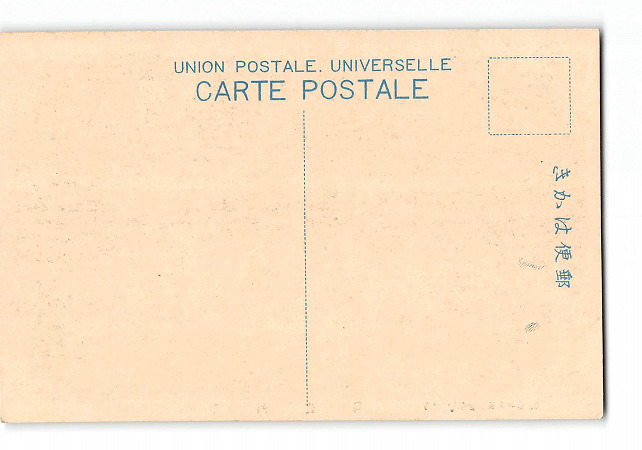 UNION POSTALE. UNIVERSELLE
CARTE POSTALE
きかは便郵